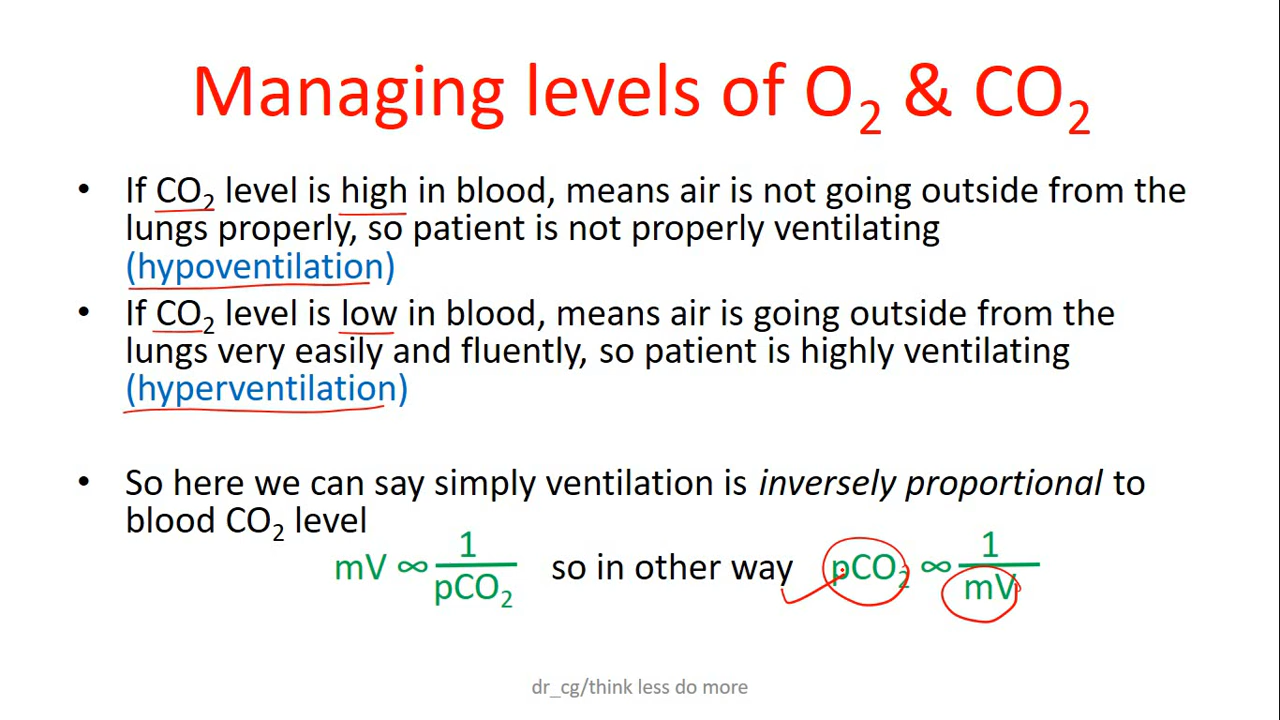 Managing levels of O₂ & CO₂
• If CO₂ level is high in blood, means air is not going outside from the
lungs properly, so patient is not properly ventilating
(hypoventilation)
• If CO₂ level is low in blood, means air is going outside from the
lungs very easily and fluently, so patient is highly ventilating
(hyperventilation)
• So here we can say simply ventilation is inversely proportional to
blood CO₂ level
mV ∞ 1/pCO₂ so in other way pCO₂ ∞ 1/mV
dr_cg/think less do more